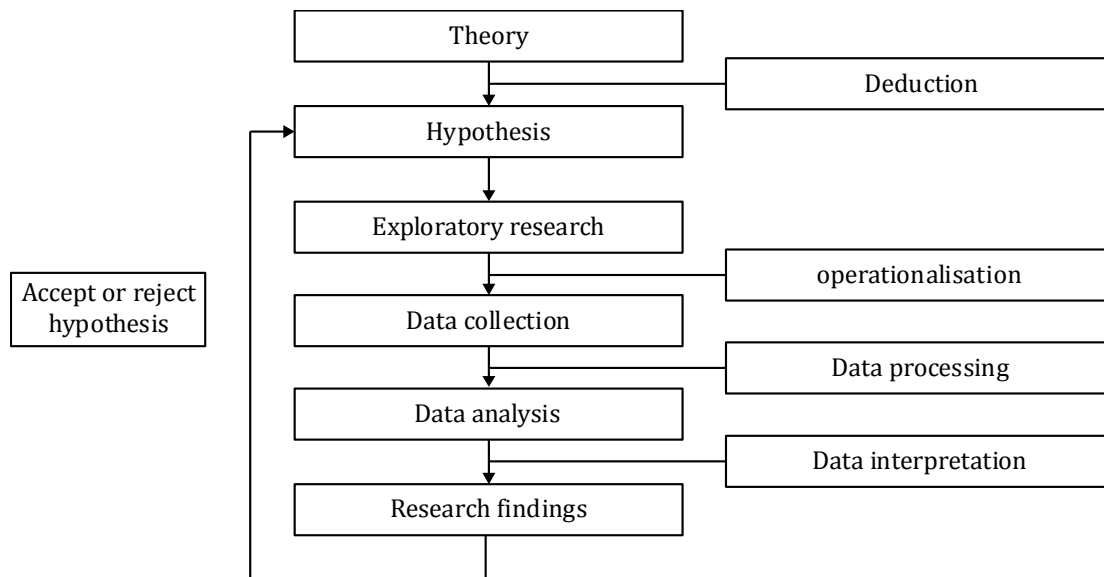 Theory
Deduction
Hypothesis
Exploratory research
operationalisation
Accept or reject
hypothesis
Data collection
Data processing
Data analysis
Data interpretation
Research findings